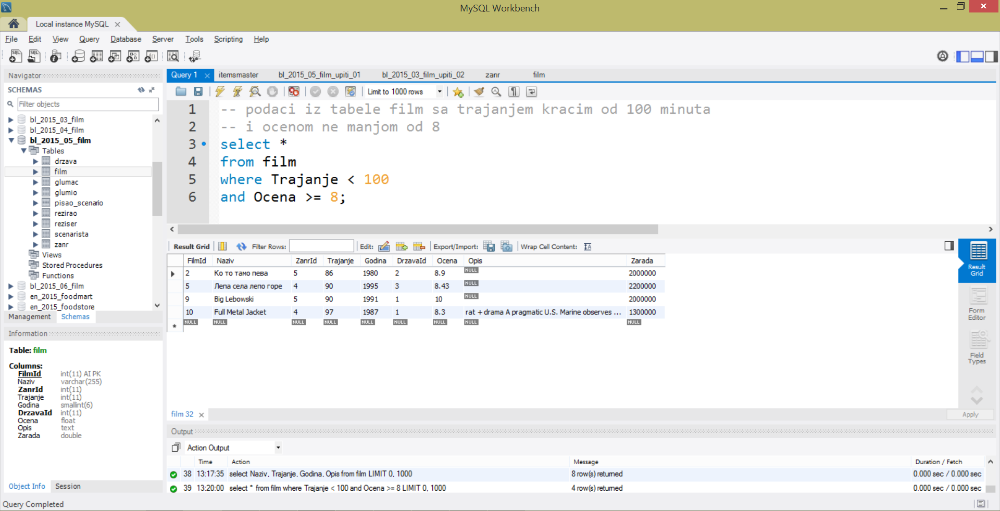 MySQL Workbench
Local instance MySQL
File Edit View Query Database Server Tools Scripting Help
Navigator
SCHEMAS
Filter objects
bl_2015_03_film
bl_2015_04_film
bl_2015_05_film
Tables
drzava
film
glumac
glumio
pisao_scenario
rezirao
reziser
scenarista
zanr
Views
Stored Procedures
Functions
bl_2015_06_film
en_2015_foodmart
en_2015_foodstore
Management Schemas
Information
Table: film
Columns:
FilmId int(11) AI PK
Naziv varchar(255)
ZanrId int(11)
Trajanje int(11)
Godina smallint(6)
DrzavaId int(11)
Ocena float
Opis text
Zarada double
Object Info Session
Query 1 itemsmaster bl_2015_05_film_upiti_01 bl_2015_03_film_upiti_02 zanr film
Limit to 1000 rows
1 -- podaci iz tabele film sa trajanjem kracim od 100 minuta
2 -- i ocenom ne manjom od 8
3 select *
4 from film
5 where Trajanje < 100
6 and Ocena >= 8;
Result Grid Filter Rows: Edit: Export/Import: Wrap Cell Content:
FilmId Naziv ZanrId Trajanje Godina DrzavaId Ocena Opis Zarada
2 Ко то тамо пева 5 86 1980 2 8.9 NULL 2000000
5 Лепа села лепо горе 4 90 1995 3 8.43 NULL 2200000
9 Big Lebowski 5 90 1991 1 10 NULL 2000000
10 Full Metal Jacket 4 97 1987 1 8.3 rat + drama A pragmatic U.S. Marine observes ... 1300000
NULL NULL NULL NULL NULL NULL NULL NULL NULL
Result Grid
Form Editor
Field Types
film 32
Apply
Output
Action Output
Time Action Message Duration / Fetch
38 13:17:35 select Naziv, Trajanje, Godina, Opis from film LIMIT 0, 1000 8 row(s) returned 0.000 sec / 0.000 sec
39 13:20:00 select * from film where Trajanje < 100 and Ocena >= 8 LIMIT 0, 1000 4 row(s) returned 0.000 sec / 0.000 sec
Query Completed